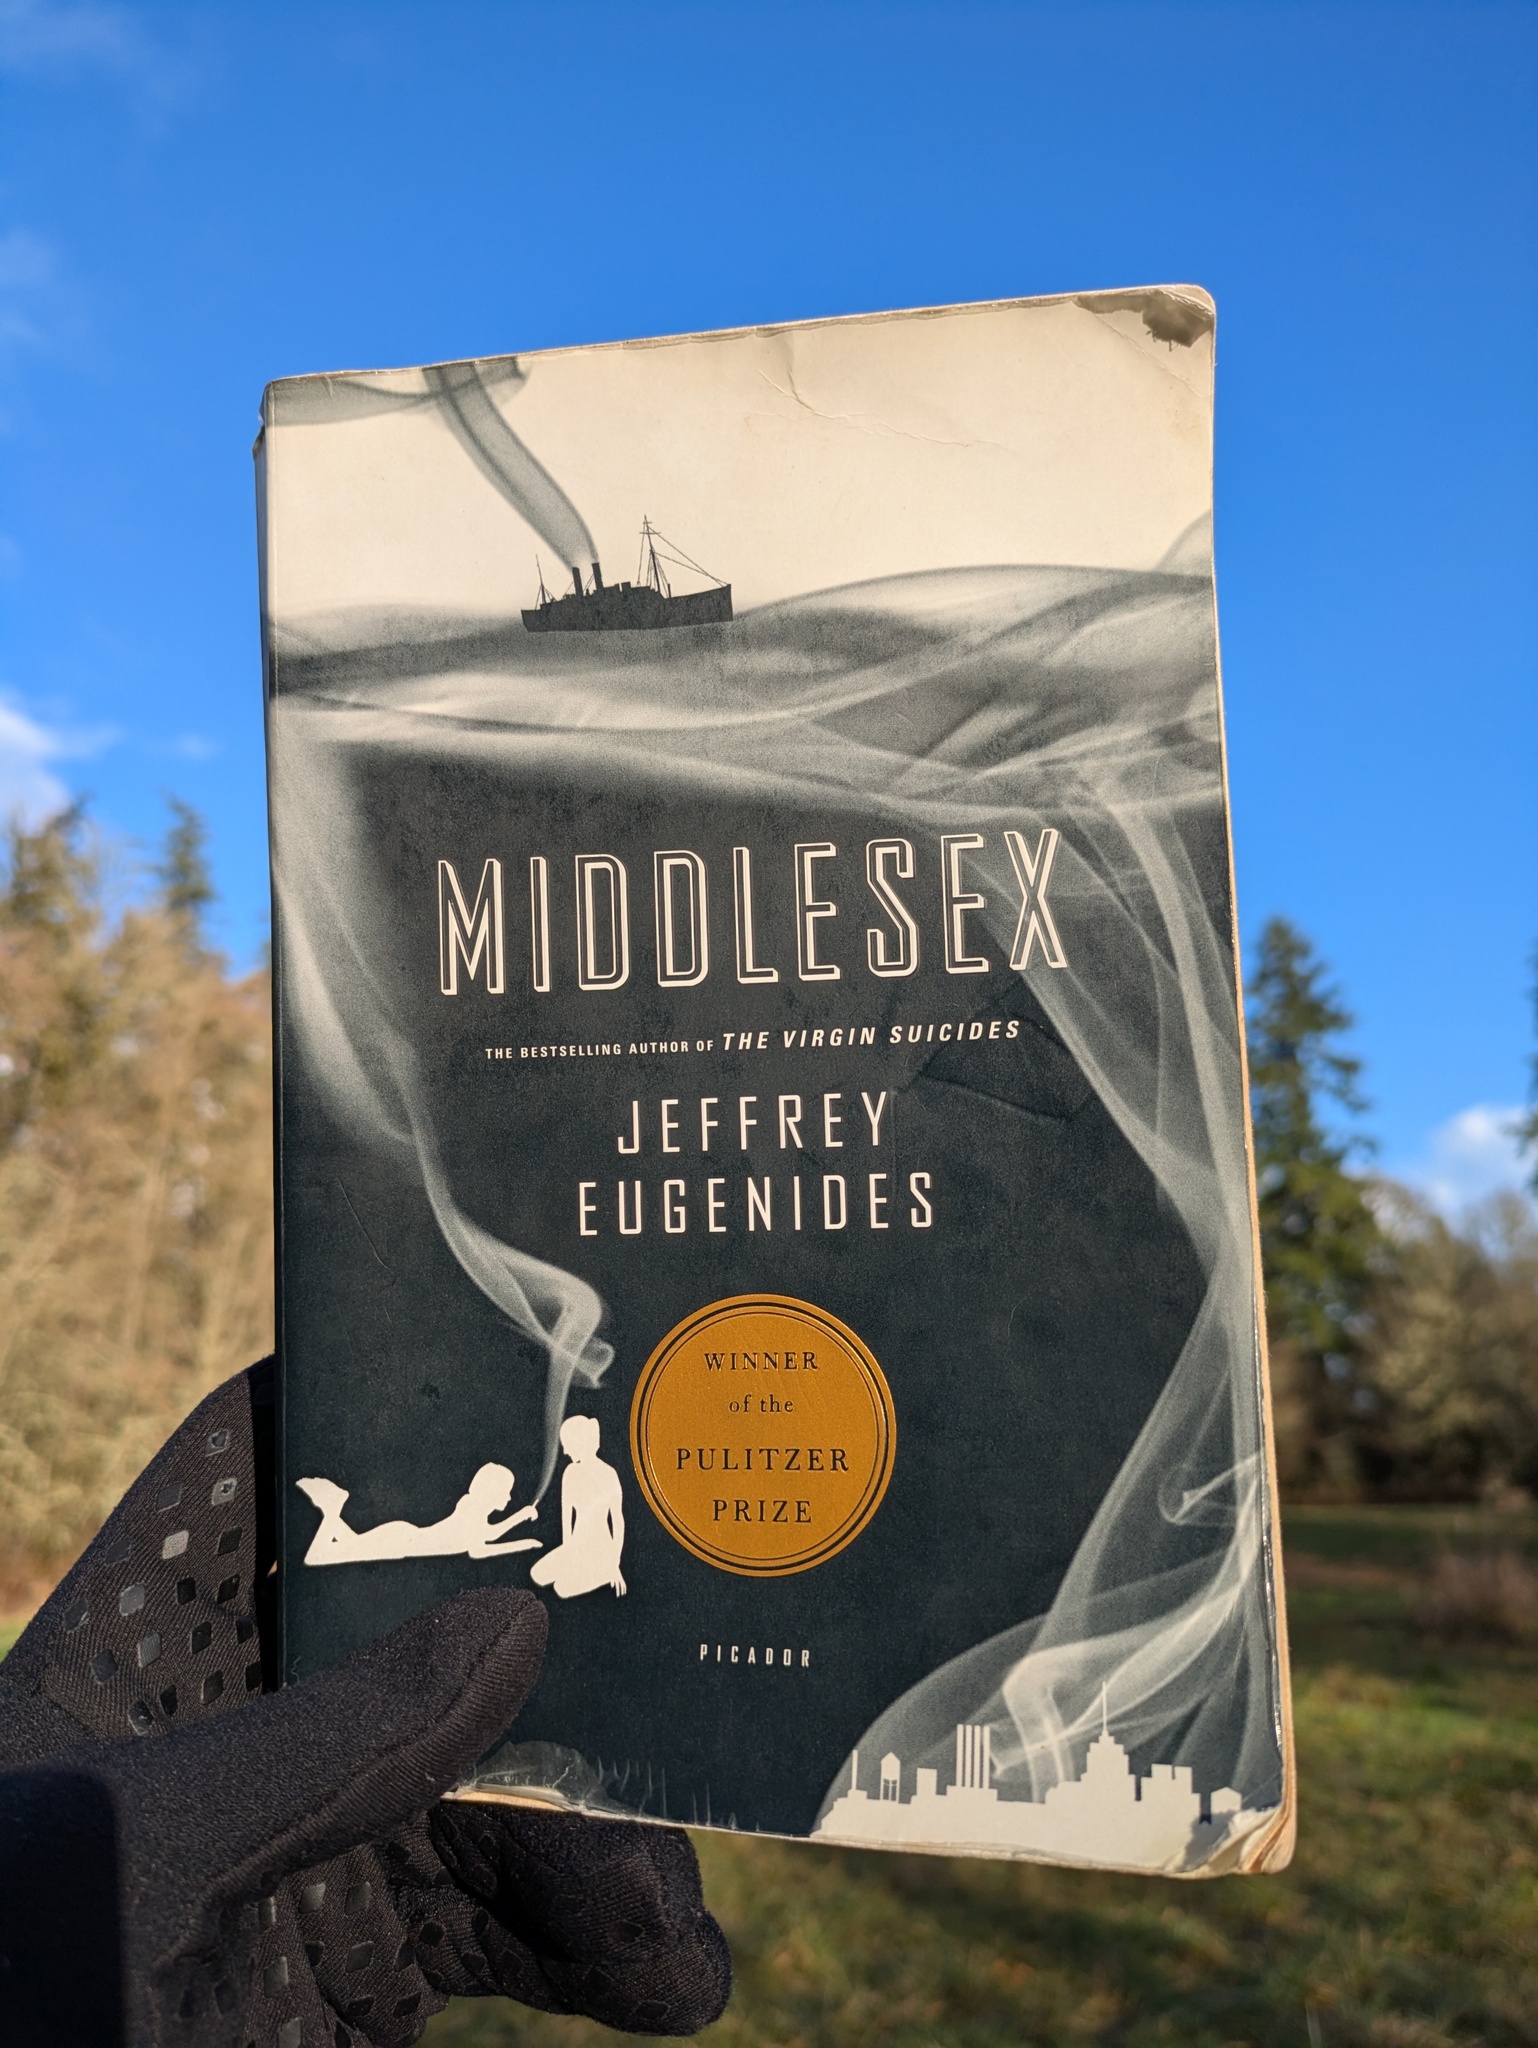 MIDDLESEX
THE BESTSELLING AUTHOR OF THE VIRGIN SUICIDES
JEFFREY
EUGENIDES
WINNER
of the
PULITZER
PRIZE
PICADOR